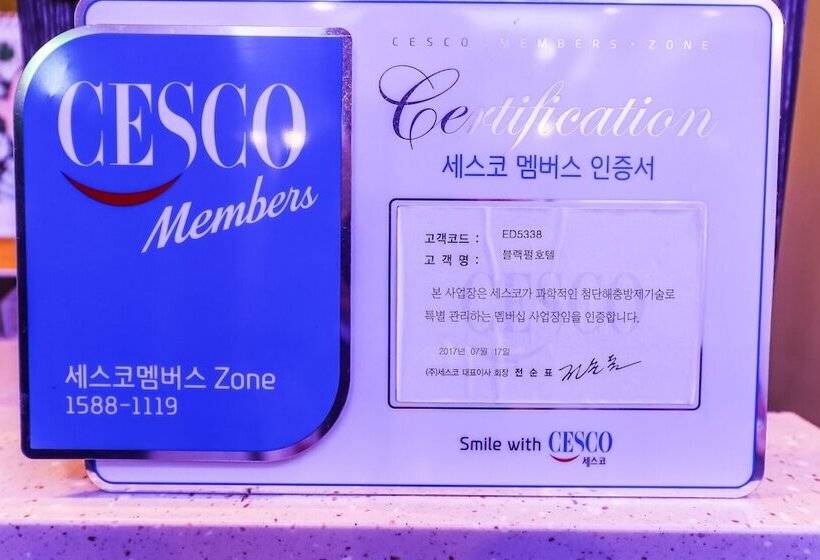 CESCO
Members
세스코멤버스 Zone
1588-1119
CESCO MEMBERS·ZONE
Certification
세스코 멤버스 인증서
고객코드 : ED5338
고 객 명 : 블랙펄호텔
본 사업장은 세스코가 과학적인 첨단해충방제기술로
특별 관리하는 멤버십 사업장임을 인증합니다.
2017년 07월 17일
(주)세스코 대표이사 회장 전 순 표
Smile with CESCO
세스코